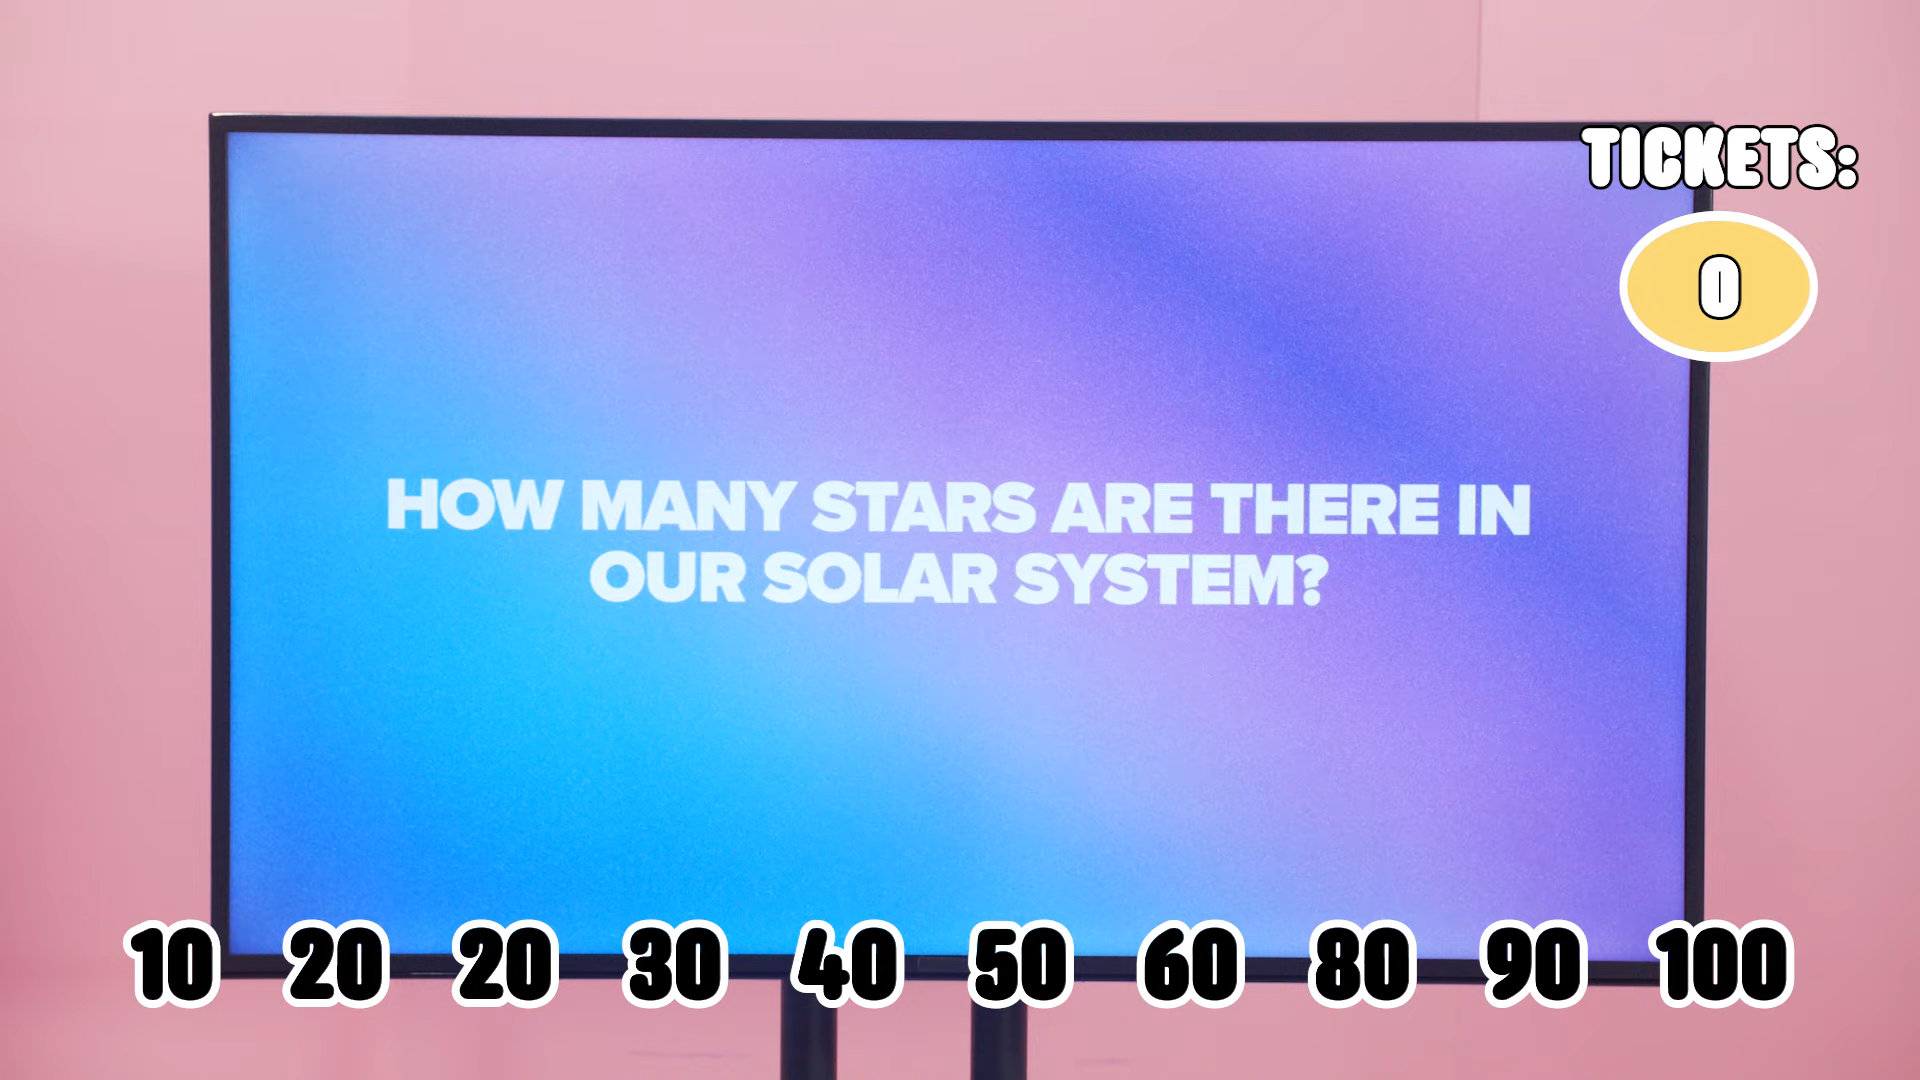 TICKETS:
0
HOW MANY STARS ARE THERE IN
OUR SOLAR SYSTEM?
10 20 20 30 40 50 60 80 90 100